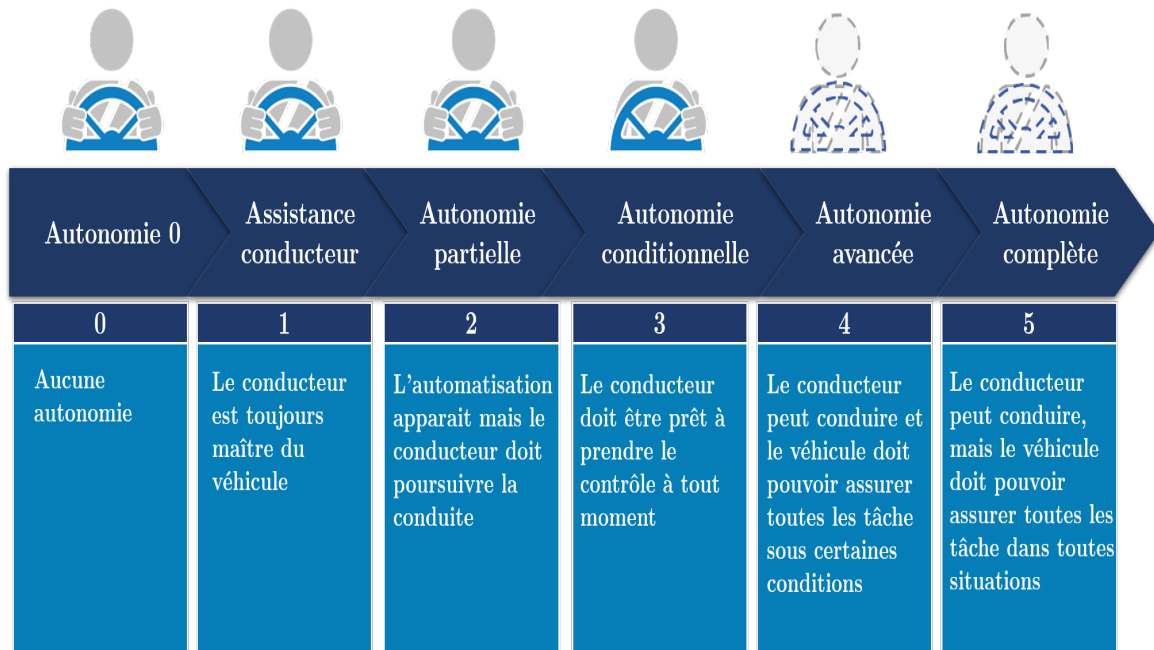 Autonomie 0
Assistance
conducteur
Autonomie
partielle
Autonomie
conditionnelle
Autonomie
avancée
Autonomie
complète
0
Aucune
autonomie
1
Le conducteur
est toujours
maître du
véhicule
2
L'automatisation
apparait mais le
conducteur doit
poursuivre la
conduite
3
Le conducteur
doit être prêt à
prendre le
contrôle à tout
moment
4
Le conducteur
peut conduire et
le véhicule doit
pouvoir assurer
toutes les tâche
sous certaines
conditions
5
Le conducteur
peut conduire,
mais le véhicule
doit pouvoir
assurer toutes les
tâche dans toutes
situations